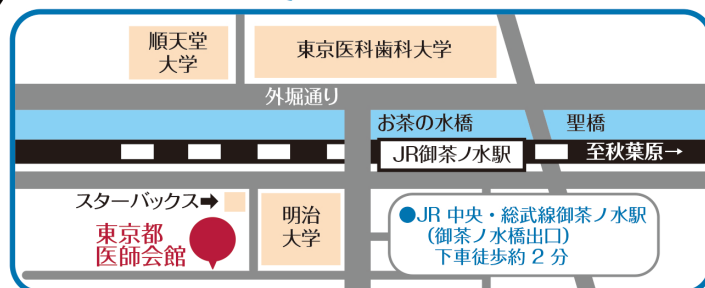 順天堂
大学
東京医科歯科大学
外堀通り
お茶の水橋
聖橋
JR御茶ノ水駅
至秋葉原→
スターバックス➡
東京都
医師会館
明治
大学
●JR 中央・総武線御茶ノ水駅
(御茶ノ水橋出口)
下車徒歩約 2 分